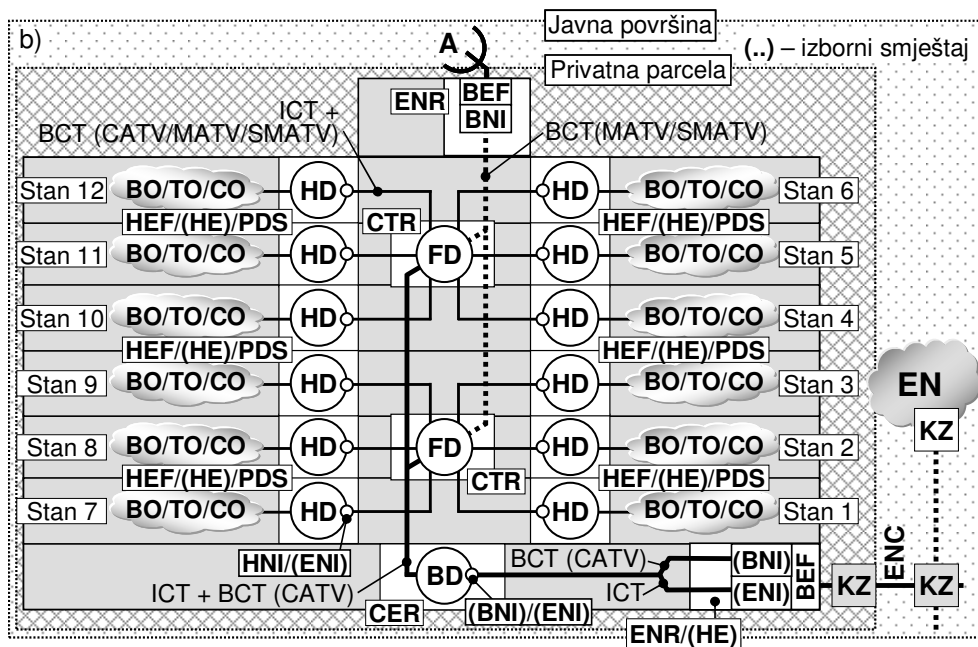 b)
Javna površina
(..) – izborni smještaj
A
Privatna parcela
ENR
BEF
BNI
ICT +
BCT (CATV/MATV/SMATV)
BCT(MATV/SMATV)
Stan 12 BO/TO/CO HD HD BO/TO/CO Stan 6
HEF/(HE)/PDS CTR HEF/(HE)/PDS
Stan 11 BO/TO/CO HD FD HD BO/TO/CO Stan 5
Stan 10 BO/TO/CO HD HD BO/TO/CO Stan 4
HEF/(HE)/PDS HEF/(HE)/PDS
Stan 9 BO/TO/CO HD HD BO/TO/CO Stan 3
EN
KZ
Stan 8 BO/TO/CO HD FD HD BO/TO/CO Stan 2
HEF/(HE)/PDS CTR HEF/(HE)/PDS
Stan 7 BO/TO/CO HD HD BO/TO/CO Stan 1
HNI/(ENI)
BCT (CATV)
(BNI)
BD
ICT
(ENI)
BEF
KZ
ENC
KZ
ICT + BCT (CATV)
CER
(BNI)/(ENI)
ENR/(HE)